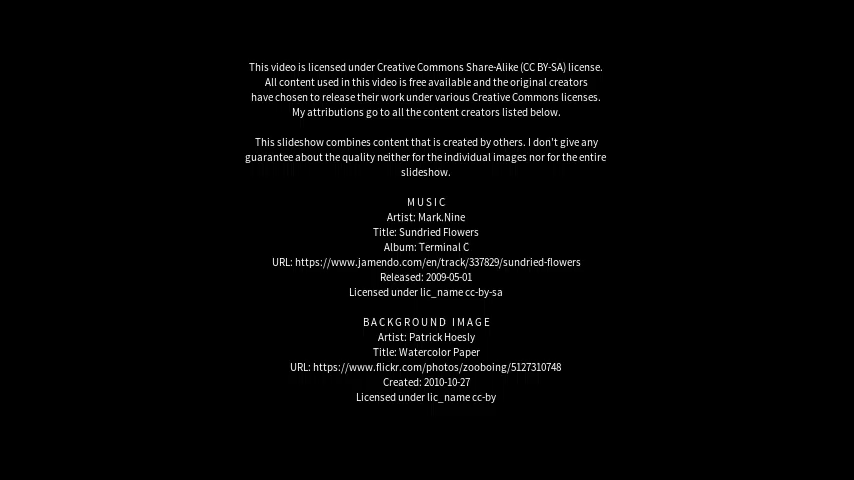 This video is licensed under Creative Commons Share-Alike (CC BY-SA) license.
All content used in this video is free available and the original creators
have chosen to release their work under various Creative Commons licenses.
My attributions go to all the content creators listed below.
This slideshow combines content that is created by others. I don't give any
guarantee about the quality neither for the individual images nor for the entire
slideshow.
MUSIC
Artist: Mark.Nine
Title: Sundried Flowers
Album: Terminal C
URL: https://www.jamendo.com/en/track/337829/sundried-flowers
Released: 2009-05-01
Licensed under lic_name cc-by-sa
BACKGROUND IMAGE
Artist: Patrick Hoesly
Title: Watercolor Paper
URL: https://www.flickr.com/photos/zooboing/5127310748
Created: 2010-10-27
Licensed under lic_name cc-by